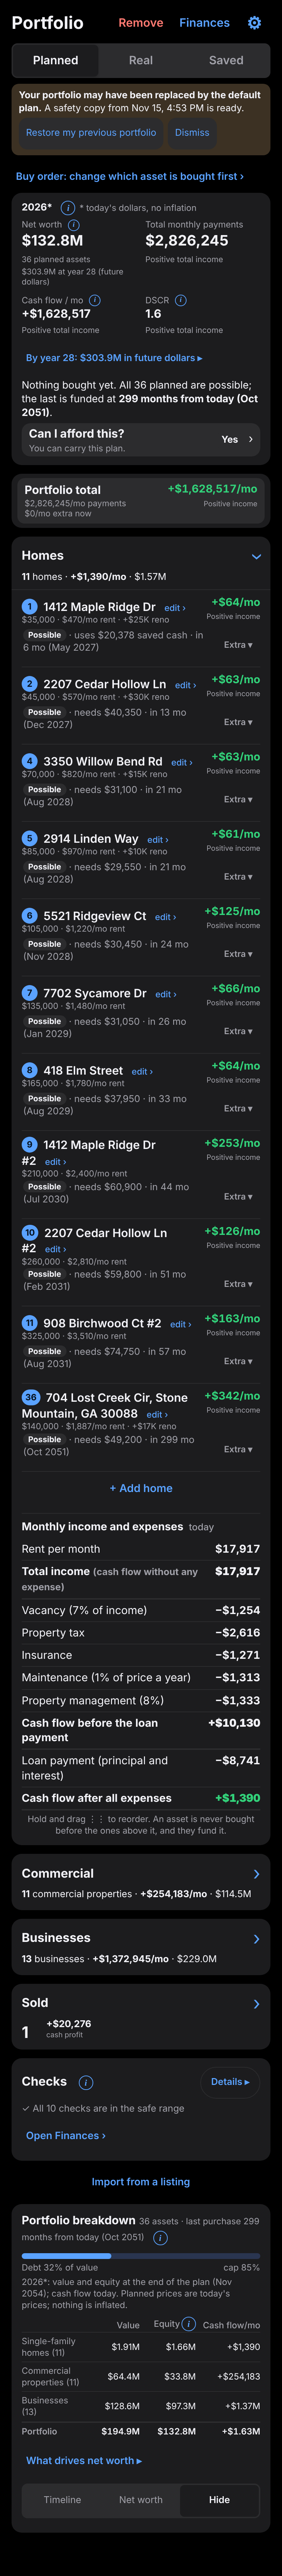 Portfolio Remove Finances
Planned Real Saved
Your portfolio may have been replaced by the default
plan. A safety copy from Nov 15, 4:53 PM is ready.
Restore my previous portfolio Dismiss
Buy order: change which asset is bought first ›
2026* i * today's dollars, no inflation
Net worth i Total monthly payments
$132.8M $2,826,245
36 planned assets Positive total income
$303.9M at year 28 (future
dollars)
Cash flow / mo i DSCR i
+$1,628,517 1.6
Positive total income Positive total income
By year 28: $303.9M in future dollars ▸
Nothing bought yet. All 36 planned are possible;
the last is funded at 299 months from today (Oct
2051).
Can I afford this? Yes ›
You can carry this plan.
Portfolio total +$1,628,517/mo
$2,826,245/mo payments Positive income
$0/mo extra now
Homes
11 homes · +$1,390/mo · $1.57M
1 1412 Maple Ridge Dr edit › +$64/mo
$35,000 · $470/mo rent · +$25K reno Positive income
Possible · uses $20,378 saved cash · in
6 mo (May 2027) Extra ▾
2 2207 Cedar Hollow Ln edit › +$63/mo
$45,000 · $570/mo rent · +$30K reno Positive income
Possible · needs $40,350 · in 13 mo
(Dec 2027) Extra ▾
4 3350 Willow Bend Rd edit › +$63/mo
$70,000 · $820/mo rent · +$15K reno Positive income
Possible · needs $31,100 · in 21 mo
(Aug 2028) Extra ▾
5 2914 Linden Way edit › +$61/mo
$85,000 · $970/mo rent · +$10K reno Positive income
Possible · needs $29,550 · in 21 mo
(Aug 2028) Extra ▾
6 5521 Ridgeview Ct edit › +$125/mo
$105,000 · $1,220/mo rent Positive income
Possible · needs $30,450 · in 24 mo
(Nov 2028) Extra ▾
7 7702 Sycamore Dr edit › +$66/mo
$135,000 · $1,480/mo rent Positive income
Possible · needs $31,050 · in 26 mo
(Jan 2029) Extra ▾
8 418 Elm Street edit › +$64/mo
$165,000 · $1,780/mo rent Positive income
Possible · needs $37,950 · in 33 mo
(Aug 2029) Extra ▾
9 1412 Maple Ridge Dr +$253/mo
#2 edit › Positive income
$210,000 · $2,400/mo rent
Possible · needs $60,900 · in 44 mo
(Jul 2030) Extra ▾
10 2207 Cedar Hollow Ln +$126/mo
#2 edit › Positive income
$260,000 · $2,810/mo rent
Possible · needs $59,800 · in 51 mo
(Feb 2031) Extra ▾
11 908 Birchwood Ct #2 edit › +$163/mo
$325,000 · $3,510/mo rent Positive income
Possible · needs $74,750 · in 57 mo
(Aug 2031) Extra ▾
36 704 Lost Creek Cir, Stone +$342/mo
Mountain, GA 30088 edit › Positive income
$140,000 · $1,887/mo rent · +$17K reno
Possible · needs $49,200 · in 299 mo
(Oct 2051) Extra ▾
+ Add home
Monthly income and expenses today
Rent per month $17,917
Total income (cash flow without any $17,917
expense)
Vacancy (7% of income) −$1,254
Property tax −$2,616
Insurance −$1,271
Maintenance (1% of price a year) −$1,313
Property management (8%) −$1,333
Cash flow before the loan +$10,130
payment
Loan payment (principal and −$8,741
interest)
Cash flow after all expenses +$1,390
Hold and drag ⋮⋮ to reorder. An asset is never bought
before the ones above it, and they fund it.
Commercial ›
11 commercial properties · +$254,183/mo · $114.5M
Businesses ›
13 businesses · +$1,372,945/mo · $229.0M
Sold ›
1 +$20,276
cash profit
Checks i Details ▸
✓ All 10 checks are in the safe range
Open Finances ›
Import from a listing
Portfolio breakdown 36 assets · last purchase 299
months from today (Oct 2051) i
Debt 32% of value cap 85%
2026*: value and equity at the end of the plan (Nov
2054); cash flow today. Planned prices are today's
prices; nothing is inflated.
Value Equity i Cash flow/mo
Single-family
homes (11) $1.91M $1.66M +$1,390
Commercial
properties (11) $64.4M $33.8M +$254,183
Businesses
(13) $128.6M $97.3M +$1.37M
Portfolio $194.9M $132.8M +$1.63M
What drives net worth ▸
Timeline Net worth Hide